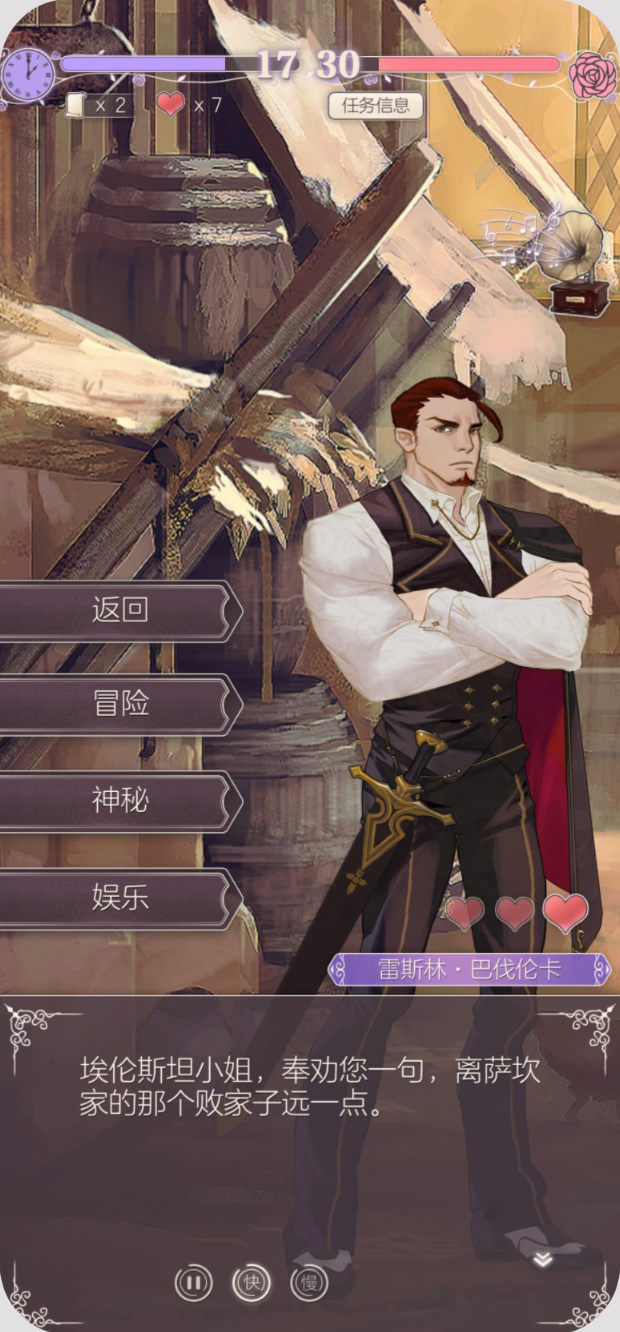 17 30
x 2 x 7 任务信息
返回
冒险
神秘
娱乐
雷斯林·巴伐伦卡
埃伦斯坦小姐，奉劝您一句，离萨坎
家的那个败家子远一点。
快 慢